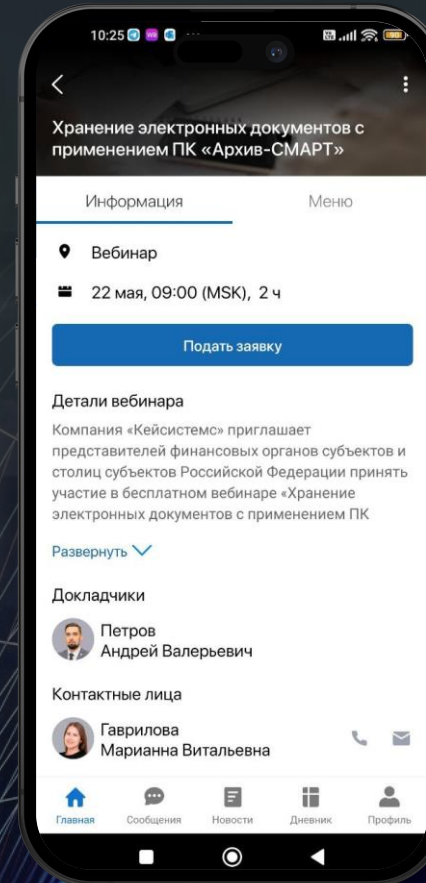 10:25
Хранение электронных документов с
применением ПК «Архив-СМАРТ»
Информация
Меню
Вебинар
22 мая, 09:00 (MSK), 2 ч
Подать заявку
Детали вебинара
Компания «Кейсистемс» приглашает
представителей финансовых органов субъектов и
столиц субъектов Российской Федерации принять
участие в бесплатном вебинаре «Хранение
электронных документов с применением ПК
Развернуть
Докладчики
Петров
Андрей Валерьевич
Контактные лица
Гаврилова
Марианна Витальевна
Главная
Сообщения
Новости
Дневник
Профиль